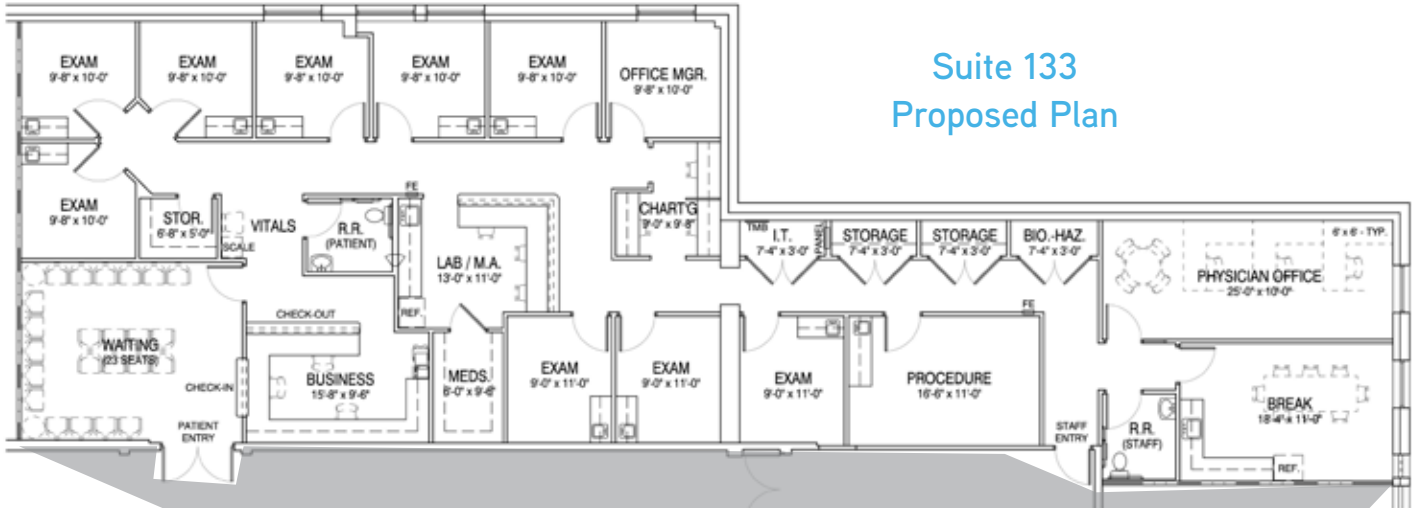 Suite 133
Proposed Plan
EXAM
9'-8" x 10'-0"
EXAM
9'-8" x 10'-0"
EXAM
9'-8" x 10'-0"
EXAM
9'-8" x 10'-0"
EXAM
9'-8" x 10'-0"
OFFICE MGR.
9'-8" x 10'-0"
EXAM
9'-8" x 10'-0"
STOR.
6'-8" x 5'-0"
SCALE
VITALS
R.R.
(PATIENT)
FE
LAB / M.A.
13'-0" x 11'-0"
REF.
CHART'G
9'-0" x 9'-8"
TMB
I.T.
7'-4" x 3'-0"
PANEL
STORAGE
7'-4" x 3'-0"
STORAGE
7'-4" x 3'-0"
BIO.-HAZ.
7'-4" x 3'-0"
FE
6' x 6' - TYP.
PHYSICIAN OFFICE
25'-0" x 10'-0"
WAITING
(23 SEATS)
CHECK-OUT
CHECK-IN
BUSINESS
15'-8" x 9'-6"
MEDS.
6'-0" x 9'-6"
EXAM
9'-0" x 11'-0"
EXAM
9'-0" x 11'-0"
EXAM
9'-0" x 11'-0"
PROCEDURE
16'-6" x 11'-0"
PATIENT
ENTRY
STAFF
ENTRY
R.R.
(STAFF)
BREAK
18'-4" x 11'-0"
REF.